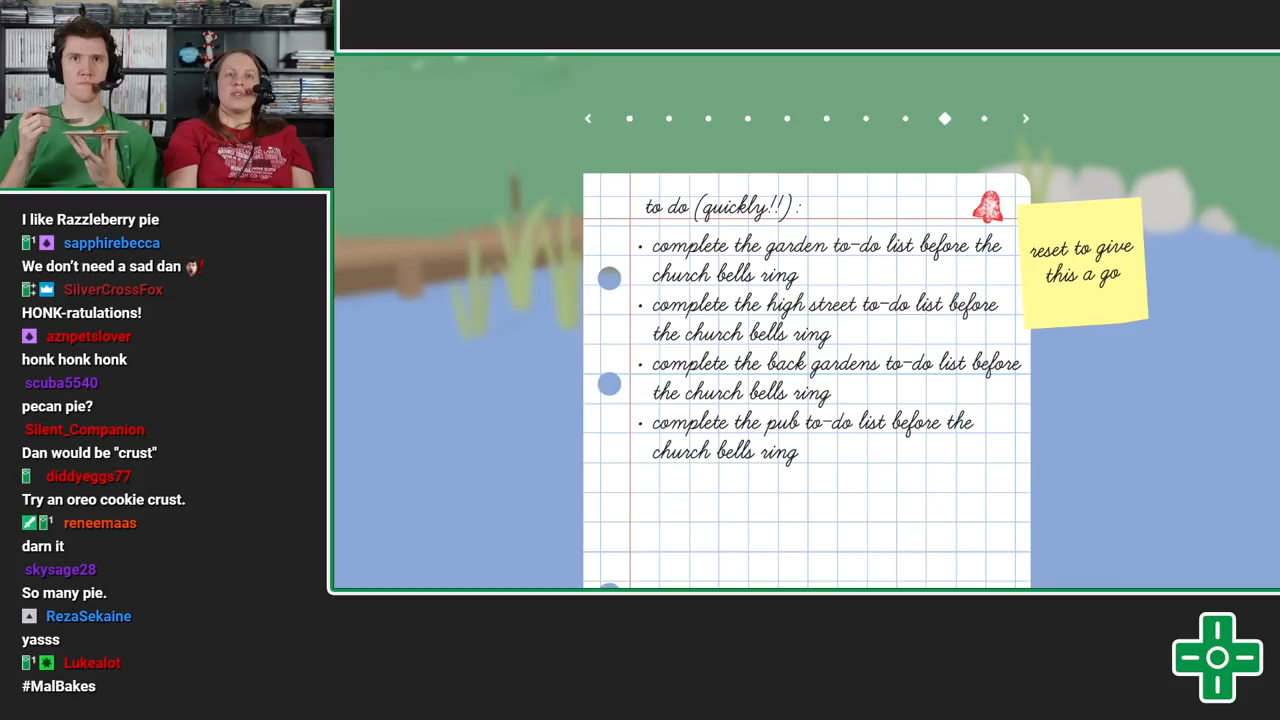 I like Razzleberry pie
sapphirebecca
We don't need a sad dan
SilverCrossFox
HONK-ratulations!
aznpetslover
honk honk honk
scuba5540
pecan pie?
Silent_Companion
Dan would be "crust"
diddyeggs77
Try an oreo cookie crust.
reneemaas
darn it
skysage28
So many pie.
RezaSekaine
yasss
Lukealot
#MalBakes
to do (quickly!!) :
• complete the garden to-do list before the
church bells ring
• complete the high street to-do list before
the church bells ring
• complete the back gardens to-do list before
the church bells ring
• complete the pub to-do list before the
church bells ring
reset to give
this a go